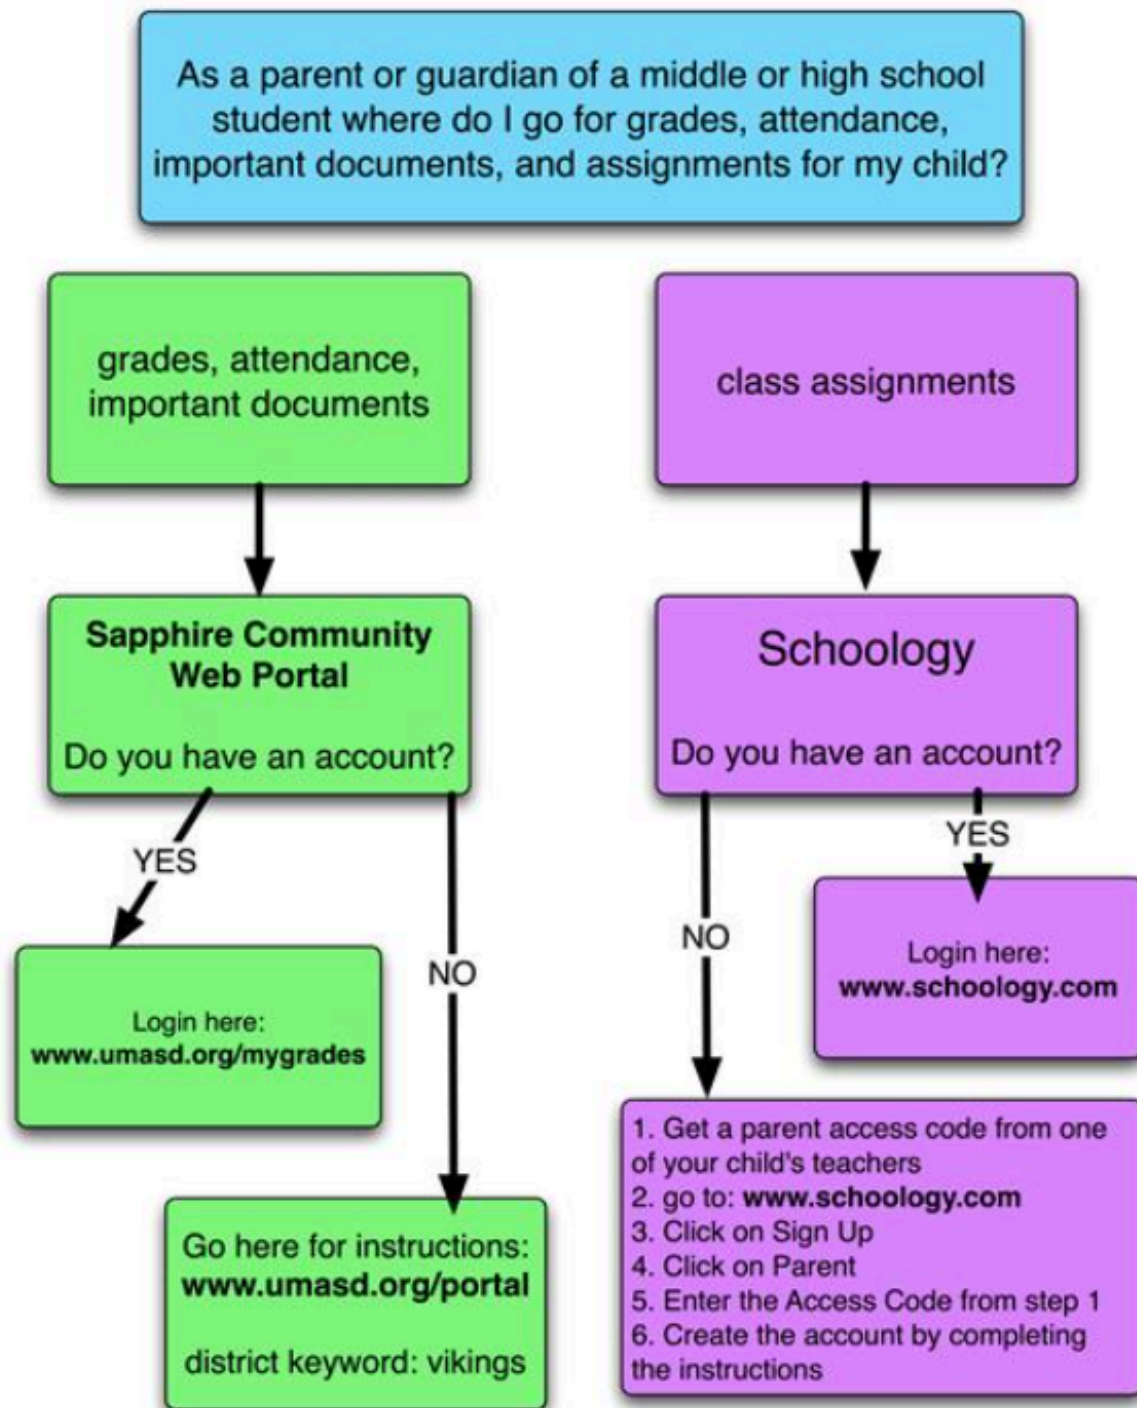 As a parent or guardian of a middle or high school
student where do I go for grades, attendance,
important documents, and assignments for my child?
grades, attendance,
important documents
class assignments
Sapphire Community
Web Portal
Do you have an account?
Schoology
Do you have an account?
YES
NO
NO
YES
Login here:
www.umasd.org/mygrades
Login here:
www.schoology.com
Go here for instructions:
www.umasd.org/portal
district keyword: vikings
1. Get a parent access code from one
of your child's teachers
2. go to: www.schoology.com
3. Click on Sign Up
4. Click on Parent
5. Enter the Access Code from step 1
6. Create the account by completing
the instructions